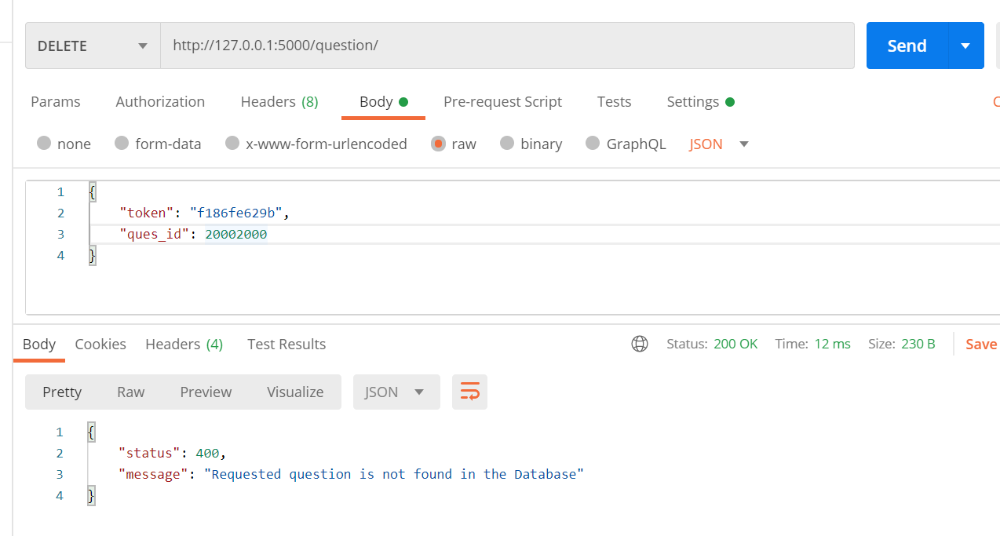 DELETE http://127.0.0.1:5000/question/ Send
Params Authorization Headers (8) Body Pre-request Script Tests Settings
none form-data x-www-form-urlencoded raw binary GraphQL JSON
1 {
2 "token": "f186fe629b",
3 "ques_id": 20002000
4 }
Body Cookies Headers (4) Test Results Status: 200 OK Time: 12 ms Size: 230 B Save
Pretty Raw Preview Visualize JSON
1 {
2 "status": 400,
3 "message": "Requested question is not found in the Database"
4 }